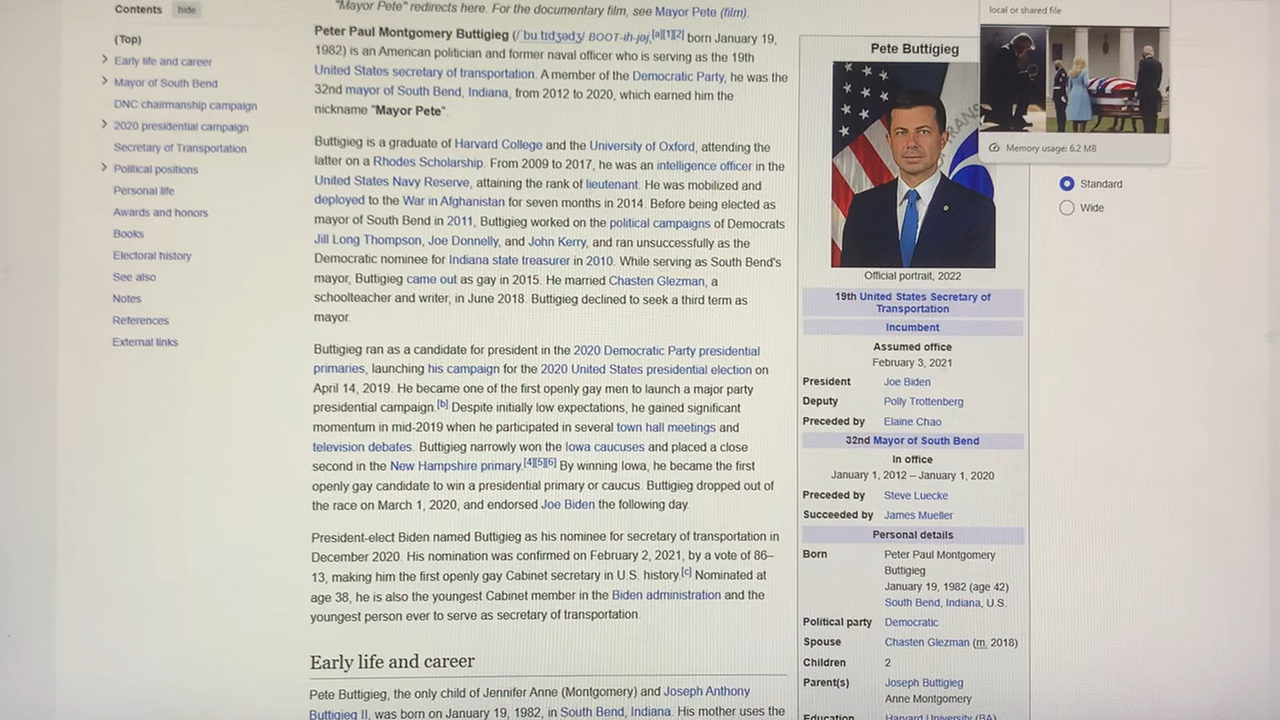 Contents hide
(Top)
Early life and career
Mayor of South Bend
DNC chairmanship campaign
2020 presidential campaign
Secretary of Transportation
Political positions
Personal life
Awards and honors
Books
Electoral history
See also
Notes
References
External links
"Mayor Pete" redirects here. For the documentary film, see Mayor Pete (film).
Peter Paul Montgomery Buttigieg (/ˈbuːtɪdʒədʒ/ BOOT-ih-jəj;[a][1][2] born January 19,
1982) is an American politician and former naval officer who is serving as the 19th
United States secretary of transportation. A member of the Democratic Party, he was the
32nd mayor of South Bend, Indiana, from 2012 to 2020, which earned him the
nickname "Mayor Pete".
Buttigieg is a graduate of Harvard College and the University of Oxford, attending the
latter on a Rhodes Scholarship. From 2009 to 2017, he was an intelligence officer in the
United States Navy Reserve, attaining the rank of lieutenant. He was mobilized and
deployed to the War in Afghanistan for seven months in 2014. Before being elected as
mayor of South Bend in 2011, Buttigieg worked on the political campaigns of Democrats
Jill Long Thompson, Joe Donnelly, and John Kerry, and ran unsuccessfully as the
Democratic nominee for Indiana state treasurer in 2010. While serving as South Bend's
mayor, Buttigieg came out as gay in 2015. He married Chasten Glezman, a
schoolteacher and writer, in June 2018. Buttigieg declined to seek a third term as
mayor.
Buttigieg ran as a candidate for president in the 2020 Democratic Party presidential
primaries, launching his campaign for the 2020 United States presidential election on
April 14, 2019. He became one of the first openly gay men to launch a major party
presidential campaign.[b] Despite initially low expectations, he gained significant
momentum in mid-2019 when he participated in several town hall meetings and
television debates. Buttigieg narrowly won the Iowa caucuses and placed a close
second in the New Hampshire primary.[4][5][6] By winning Iowa, he became the first
openly gay candidate to win a presidential primary or caucus. Buttigieg dropped out of
the race on March 1, 2020, and endorsed Joe Biden the following day.
President-elect Biden named Buttigieg as his nominee for secretary of transportation in
December 2020. His nomination was confirmed on February 2, 2021, by a vote of 86–
13, making him the first openly gay Cabinet secretary in U.S. history.[c] Nominated at
age 38, he is also the youngest Cabinet member in the Biden administration and the
youngest person ever to serve as secretary of transportation.
Early life and career
Pete Buttigieg, the only child of Jennifer Anne (Montgomery) and Joseph Anthony
Buttigieg II, was born on January 19, 1982, in South Bend, Indiana. His mother uses the
Pete Buttigieg
TRANS
Official portrait, 2022
19th United States Secretary of
Transportation
Incumbent
Assumed office
February 3, 2021
President Joe Biden
Deputy Polly Trottenberg
Preceded by Elaine Chao
32nd Mayor of South Bend
In office
January 1, 2012 – January 1, 2020
Preceded by Steve Luecke
Succeeded by James Mueller
Personal details
Born Peter Paul Montgomery
Buttigieg
January 19, 1982 (age 42)
South Bend, Indiana, U.S.
Political party Democratic
Spouse Chasten Glezman (m. 2018)
Children 2
Parent(s) Joseph Buttigieg
Anne Montgomery
Education Harvard University (BA)
local or shared file
Memory usage: 6.2 MB
Standard
Wide